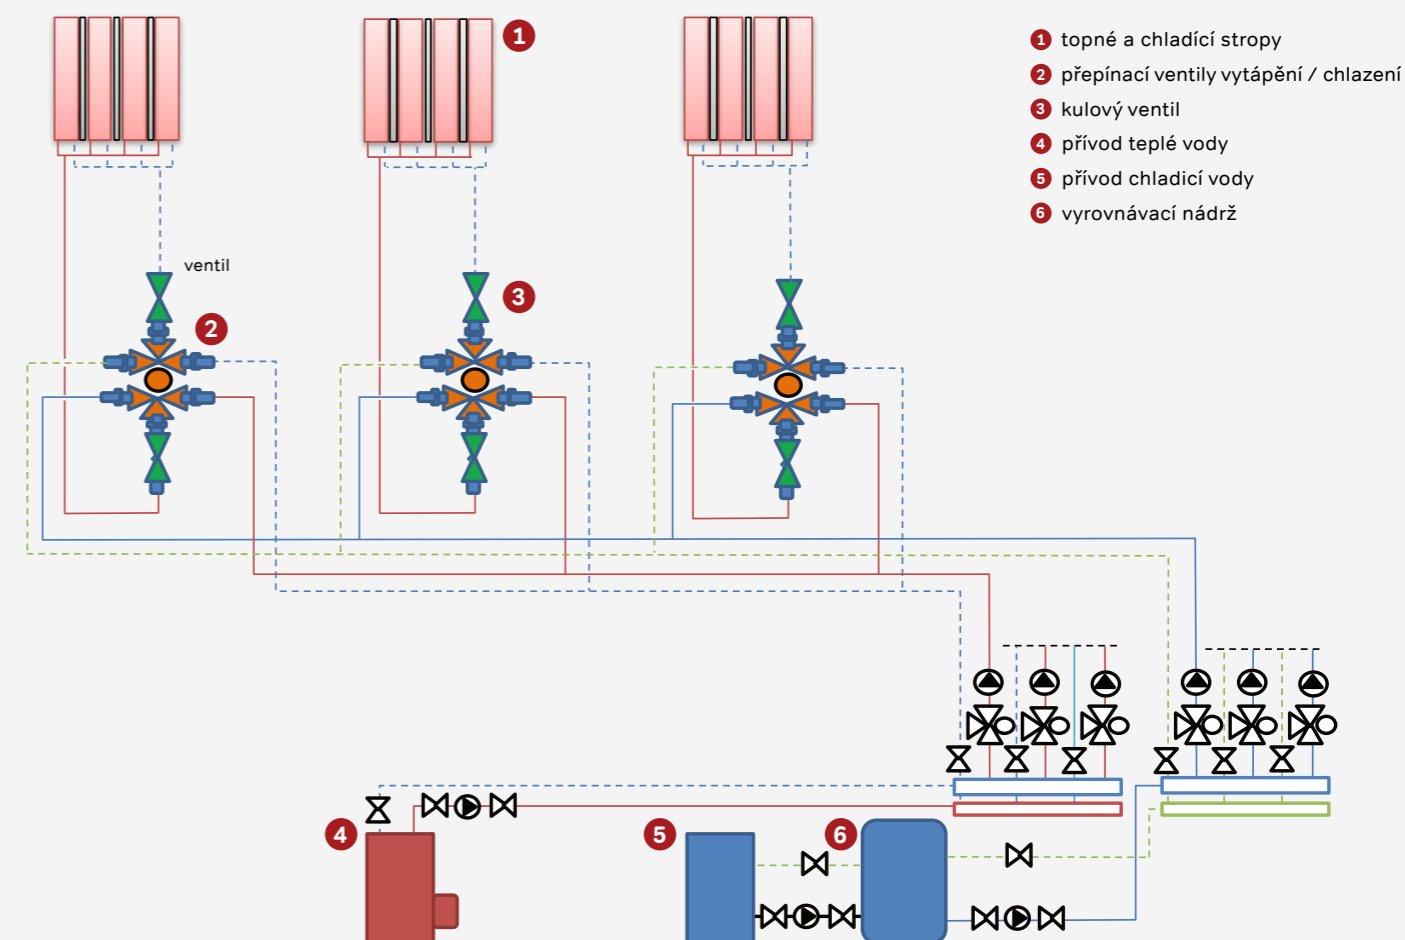 1
1 topné a chladící stropy
2 přepínací ventily vytápění / chlazení
3 kulový ventil
4 přívod teplé vody
5 přívod chladicí vody
6 vyrovnávací nádrž
ventil
2
3
4
5
6